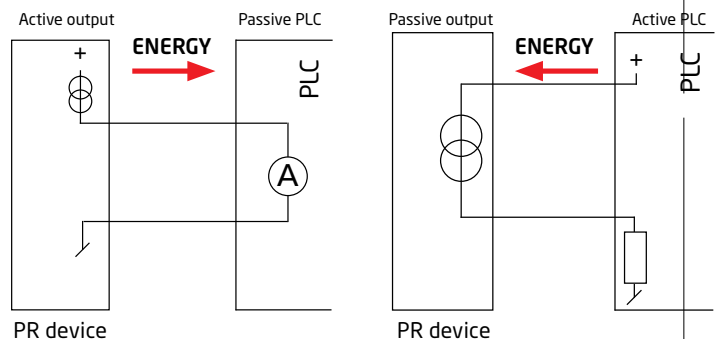 Active output
Passive PLC
ENERGY
+
PLC
A
PR device
Passive output
Active PLC
ENERGY
+
PLC
PR device